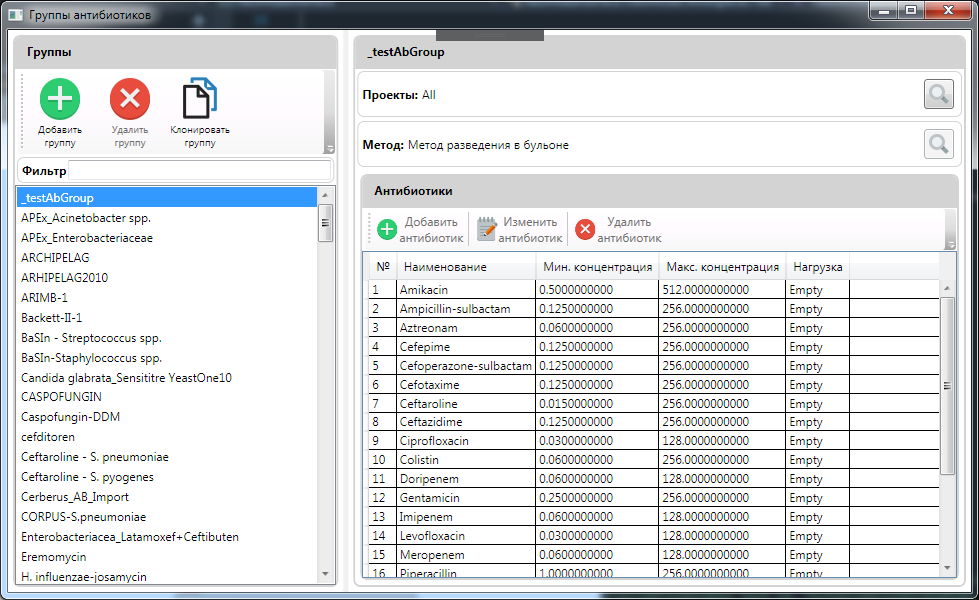 Группы антибиотиков
Группы
Добавить группу
Удалить группу
Клонировать группу
Фильтр
_testAbGroup
APEx_Acinetobacter spp.
APEx_Enterobacteriaceae
ARCHIPELAG
ARHIPELAG2010
ARIMB-1
Backett-II-1
BaSIn - Streptococcus spp.
BaSIn-Staphylococcus spp.
Candida glabrata_Sensititre YeastOne10
CASPOFUNGIN
Caspofungin-DDM
cefditoren
Ceftaroline - S. pneumoniae
Ceftaroline - S. pyogenes
Cerberus_AB_Import
CORPUS-S.pneumoniae
Enterobacteriacea_Latamoxef+Ceftibuten
Eremomycin
H. influenzae-josamycin
_testAbGroup
Проекты: All
Метод: Метод разведения в бульоне
Антибиотики
Добавить антибиотик
Изменить антибиотик
Удалить антибиотик
№ Наименование Мин. концентрация Макс. концентрация Нагрузка
1 Amikacin 0.5000000000 512.0000000000 Empty
2 Ampicillin-sulbactam 0.1250000000 256.0000000000 Empty
3 Aztreonam 0.0600000000 256.0000000000 Empty
4 Cefepime 0.1250000000 256.0000000000 Empty
5 Cefoperazone-sulbactam 0.1250000000 256.0000000000 Empty
6 Cefotaxime 0.1250000000 256.0000000000 Empty
7 Ceftaroline 0.0150000000 256.0000000000 Empty
8 Ceftazidime 0.1250000000 256.0000000000 Empty
9 Ciprofloxacin 0.0300000000 128.0000000000 Empty
10 Colistin 0.0600000000 256.0000000000 Empty
11 Doripenem 0.0600000000 128.0000000000 Empty
12 Gentamicin 0.2500000000 256.0000000000 Empty
13 Imipenem 0.0600000000 128.0000000000 Empty
14 Levofloxacin 0.0300000000 128.0000000000 Empty
15 Meropenem 0.0600000000 128.0000000000 Empty
16 Piperacillin 1.0000000000 256.0000000000 Empty